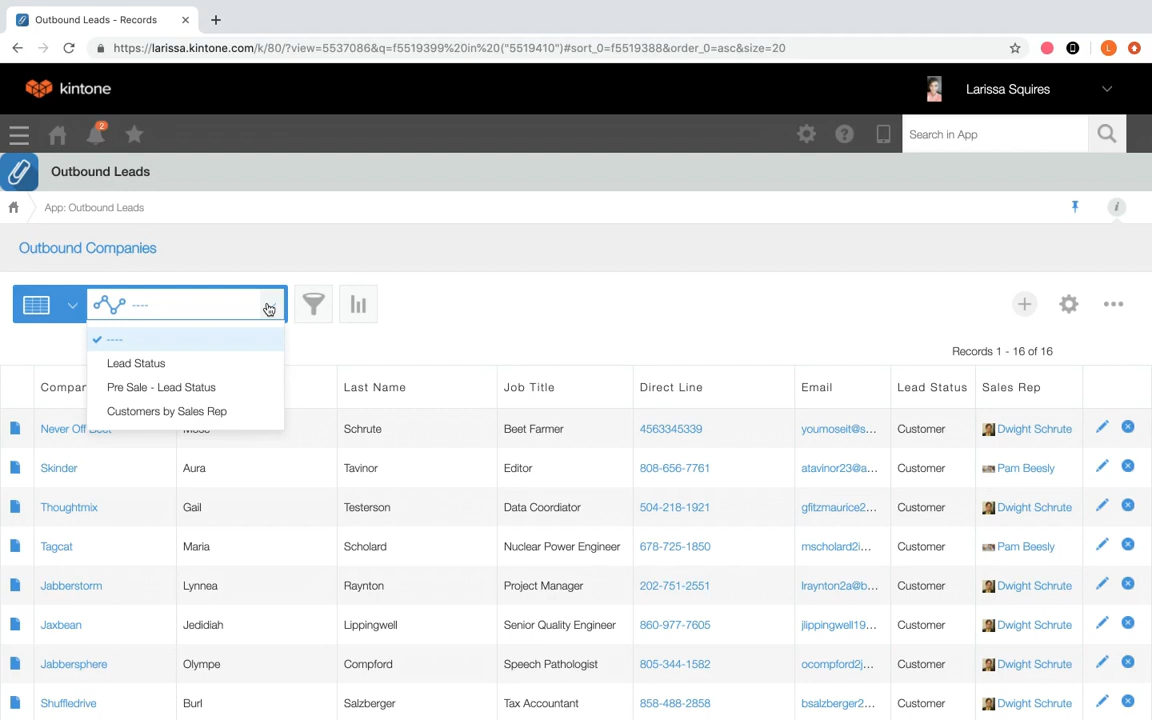 Outbound Leads - Records
https://larissa.kintone.com/k/80/?view=5537086&q=f5519399%20in%20("5519410")#sort_0=f5519388&order_0=asc&size=20
L
kintone
Larissa Squires
2
Search in App
Outbound Leads
App: Outbound Leads
i
Outbound Companies
----
----
Lead Status
Pre Sale - Lead Status
Customers by Sales Rep
Records 1 - 16 of 16
Last Name Job Title Direct Line Email Lead Status Sales Rep
Never Off Schrute Beet Farmer 4563345339 youmoseit@s... Customer Dwight Schrute
Skinder Aura Tavinor Editor 808-656-7761 atavinor23@a... Customer Pam Beesly
Thoughtmix Gail Testerson Data Coordiator 504-218-1921 gfitzmaurice2... Customer Dwight Schrute
Tagcat Maria Scholard Nuclear Power Engineer 678-725-1850 mscholard2i... Customer Pam Beesly
Jabberstorm Lynnea Raynton Project Manager 202-751-2551 lraynton2a@b... Customer Dwight Schrute
Jaxbean Jedidiah Lippingwell Senior Quality Engineer 860-977-7605 jlippingwell19... Customer Dwight Schrute
Jabbersphere Olympe Compford Speech Pathologist 805-344-1582 ocompford2j... Customer Dwight Schrute
Shuffledrive Burl Salzberger Tax Accountant 858-488-2858 bsalzberger2... Customer Dwight Schrute